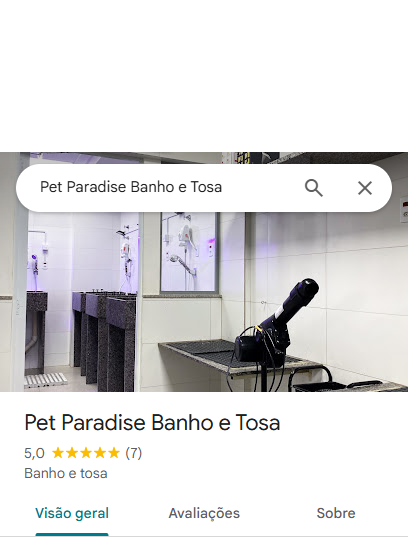 Pet Paradise Banho e Tosa
Pet Paradise Banho e Tosa
5,0 (7)
Banho e tosa
Visão geral Avaliações Sobre